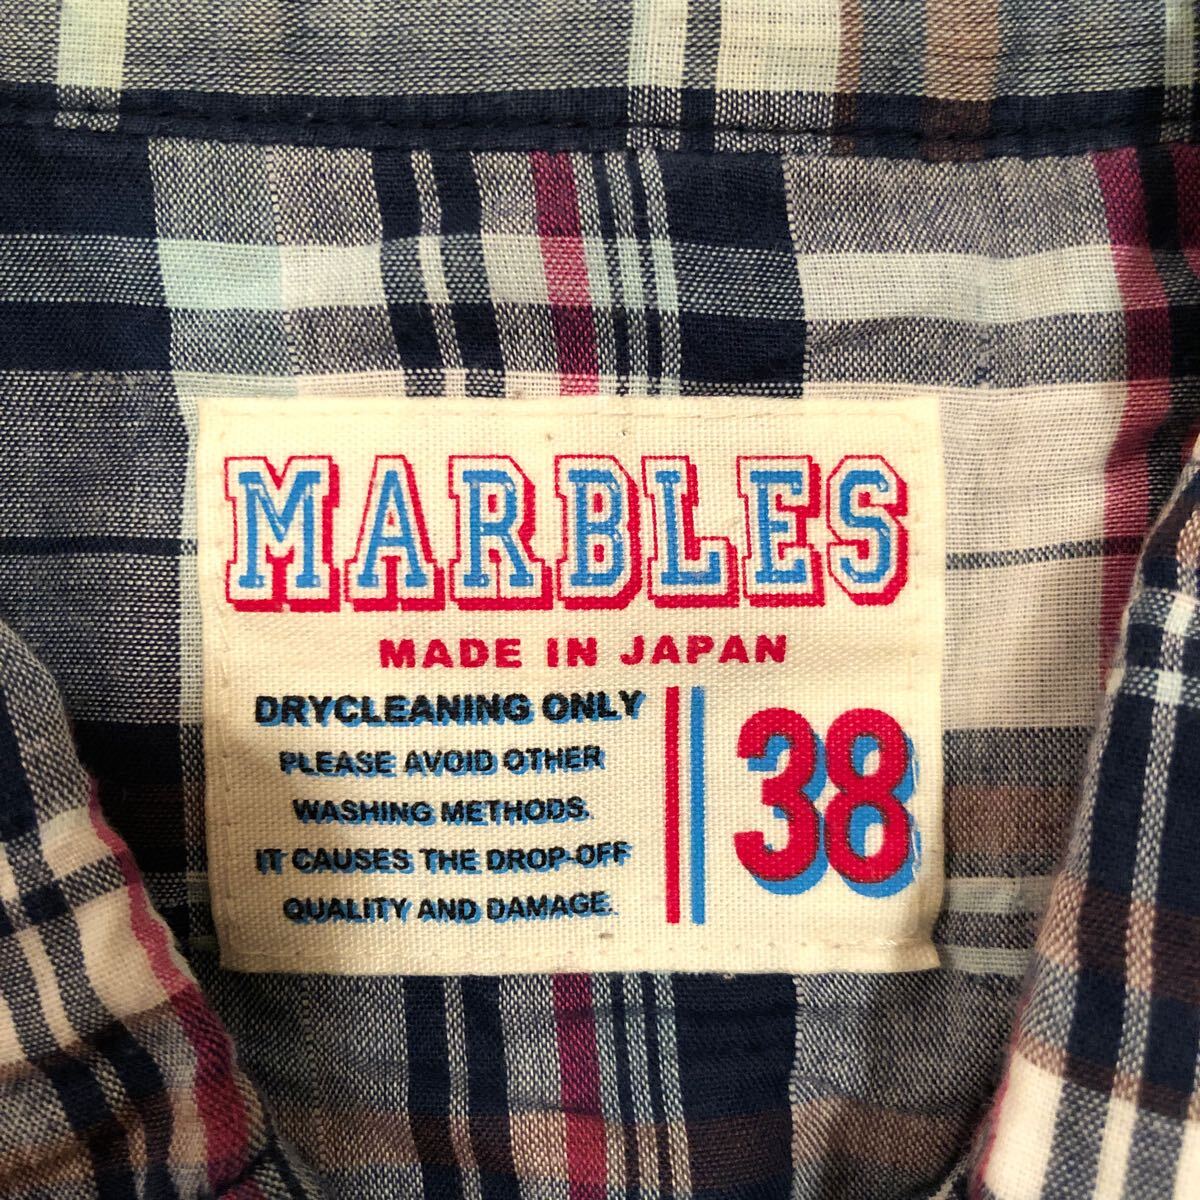 MARBLES
MADE IN JAPAN
DRYCLEANING ONLY
PLEASE AVOID OTHER
WASHING METHODS.
IT CAUSES THE DROP-OFF
QUALITY AND DAMAGE.
38